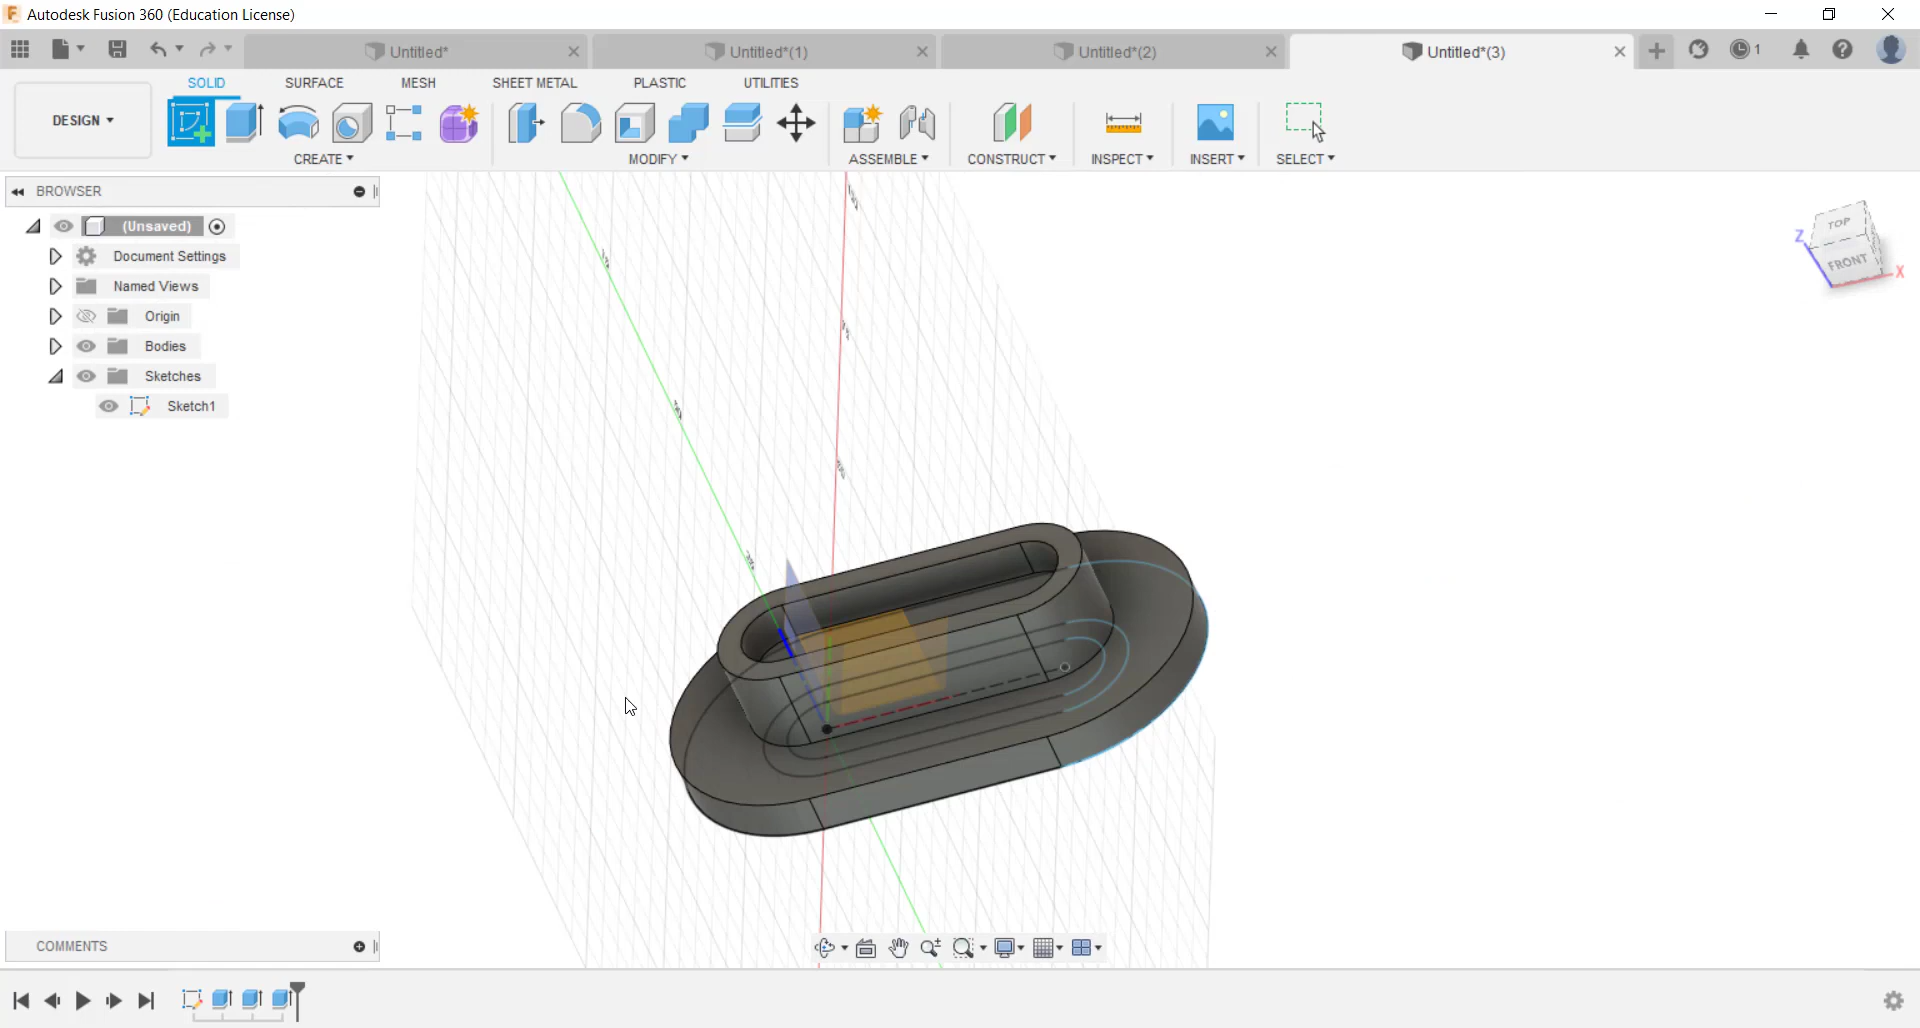 Autodesk Fusion 360 (Education License)
Untitled*
Untitled*(1)
Untitled*(2)
Untitled*(3)
1
DESIGN
SOLID
SURFACE
MESH
SHEET METAL
PLASTIC
UTILITIES
CREATE
MODIFY
ASSEMBLE
CONSTRUCT
INSPECT
INSERT
SELECT
BROWSER
(Unsaved)
Document Settings
Named Views
Origin
Bodies
Sketches
Sketch1
TOP
FRONT
Z
X
COMMENTS